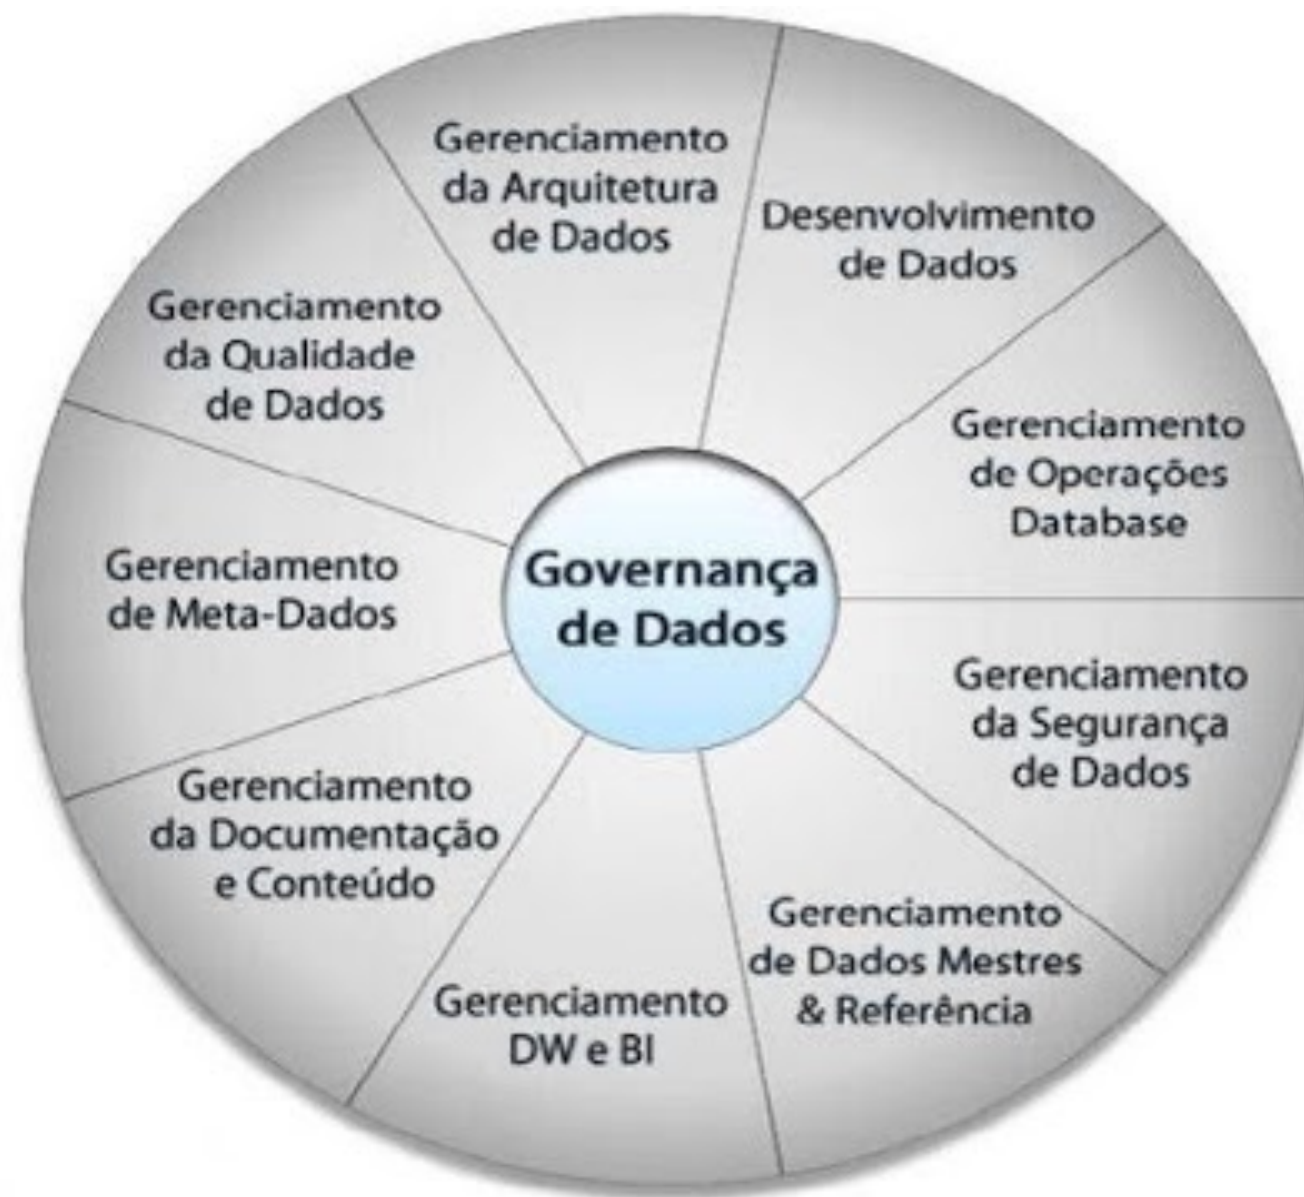 Gerenciamento
da Arquitetura
de Dados
Desenvolvimento
de Dados
Gerenciamento
de Operações
Database
Gerenciamento
da Segurança
de Dados
Gerenciamento
de Dados Mestres
& Referência
Gerenciamento
DW e BI
Gerenciamento
da Documentação
e Conteúdo
Gerenciamento
de Meta-Dados
Gerenciamento
da Qualidade
de Dados
Governança
de Dados